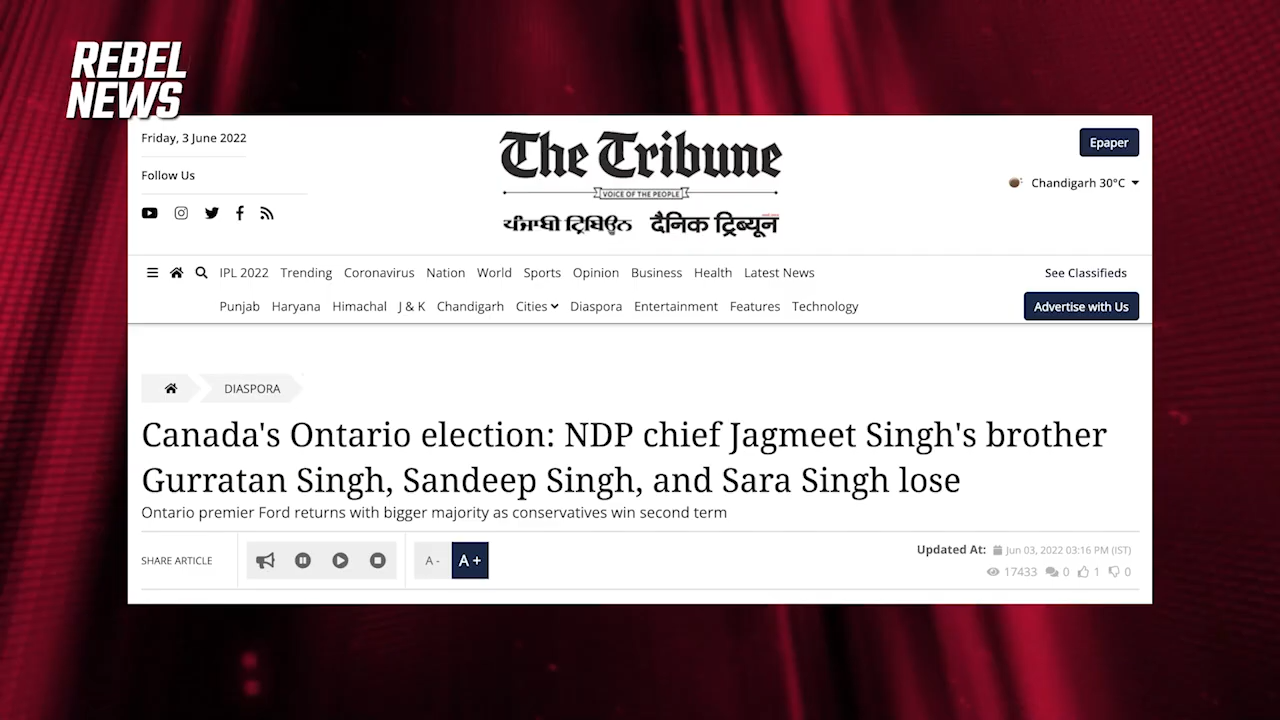 REBEL
NEWS
Friday, 3 June 2022
The Tribune
Epaper
VOICE OF THE PEOPLE
Follow Us
Chandigarh 30°C
ਪੰਜਾਬੀ ਟ੍ਰਿਬਿਊਨ दैनिक ट्रिब्यून
IPL 2022 Trending Coronavirus Nation World Sports Opinion Business Health Latest News See Classifieds
Punjab Haryana Himachal J & K Chandigarh Cities Diaspora Entertainment Features Technology Advertise with Us
DIASPORA
Canada's Ontario election: NDP chief Jagmeet Singh's brother
Gurratan Singh, Sandeep Singh, and Sara Singh lose
Ontario premier Ford returns with bigger majority as conservatives win second term
SHARE ARTICLE A - A + Updated At: Jun 03, 2022 03:16 PM (IST)
17433 0 1 0